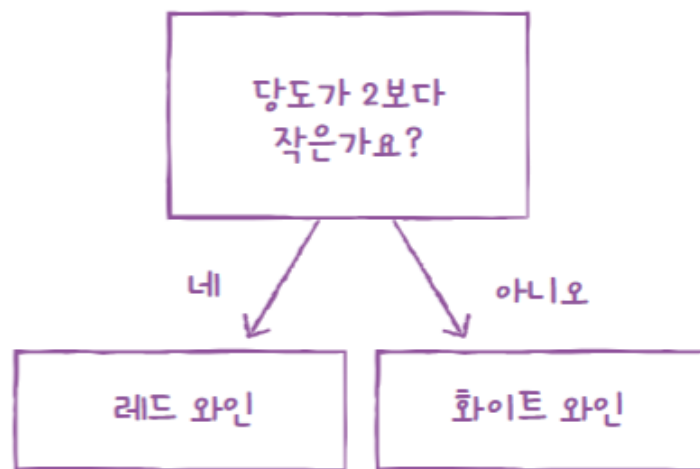 당도가 2보다
작은가요?
네
아니오
레드 와인
화이트 와인